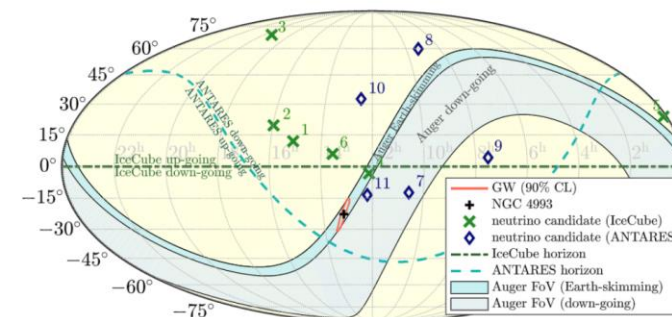 75°
60°
45°
30°
15°
0°
−15°
−30°
−45°
−60°
−75°
3
8
10
2
1
6
11
7
9
22h
20h
16h
12h
10h
8h
6h
2h
ANTARES down-going
ANTARES up-going
IceCube up-going
IceCube down-going
Auger Earth-skimming
Auger down-going
GW (90% CL)
NGC 4993
neutrino candidate (IceCube)
neutrino candidate (ANTARES
IceCube horizon
ANTARES horizon
Auger FoV (Earth-skimming)
Auger FoV (down-going)